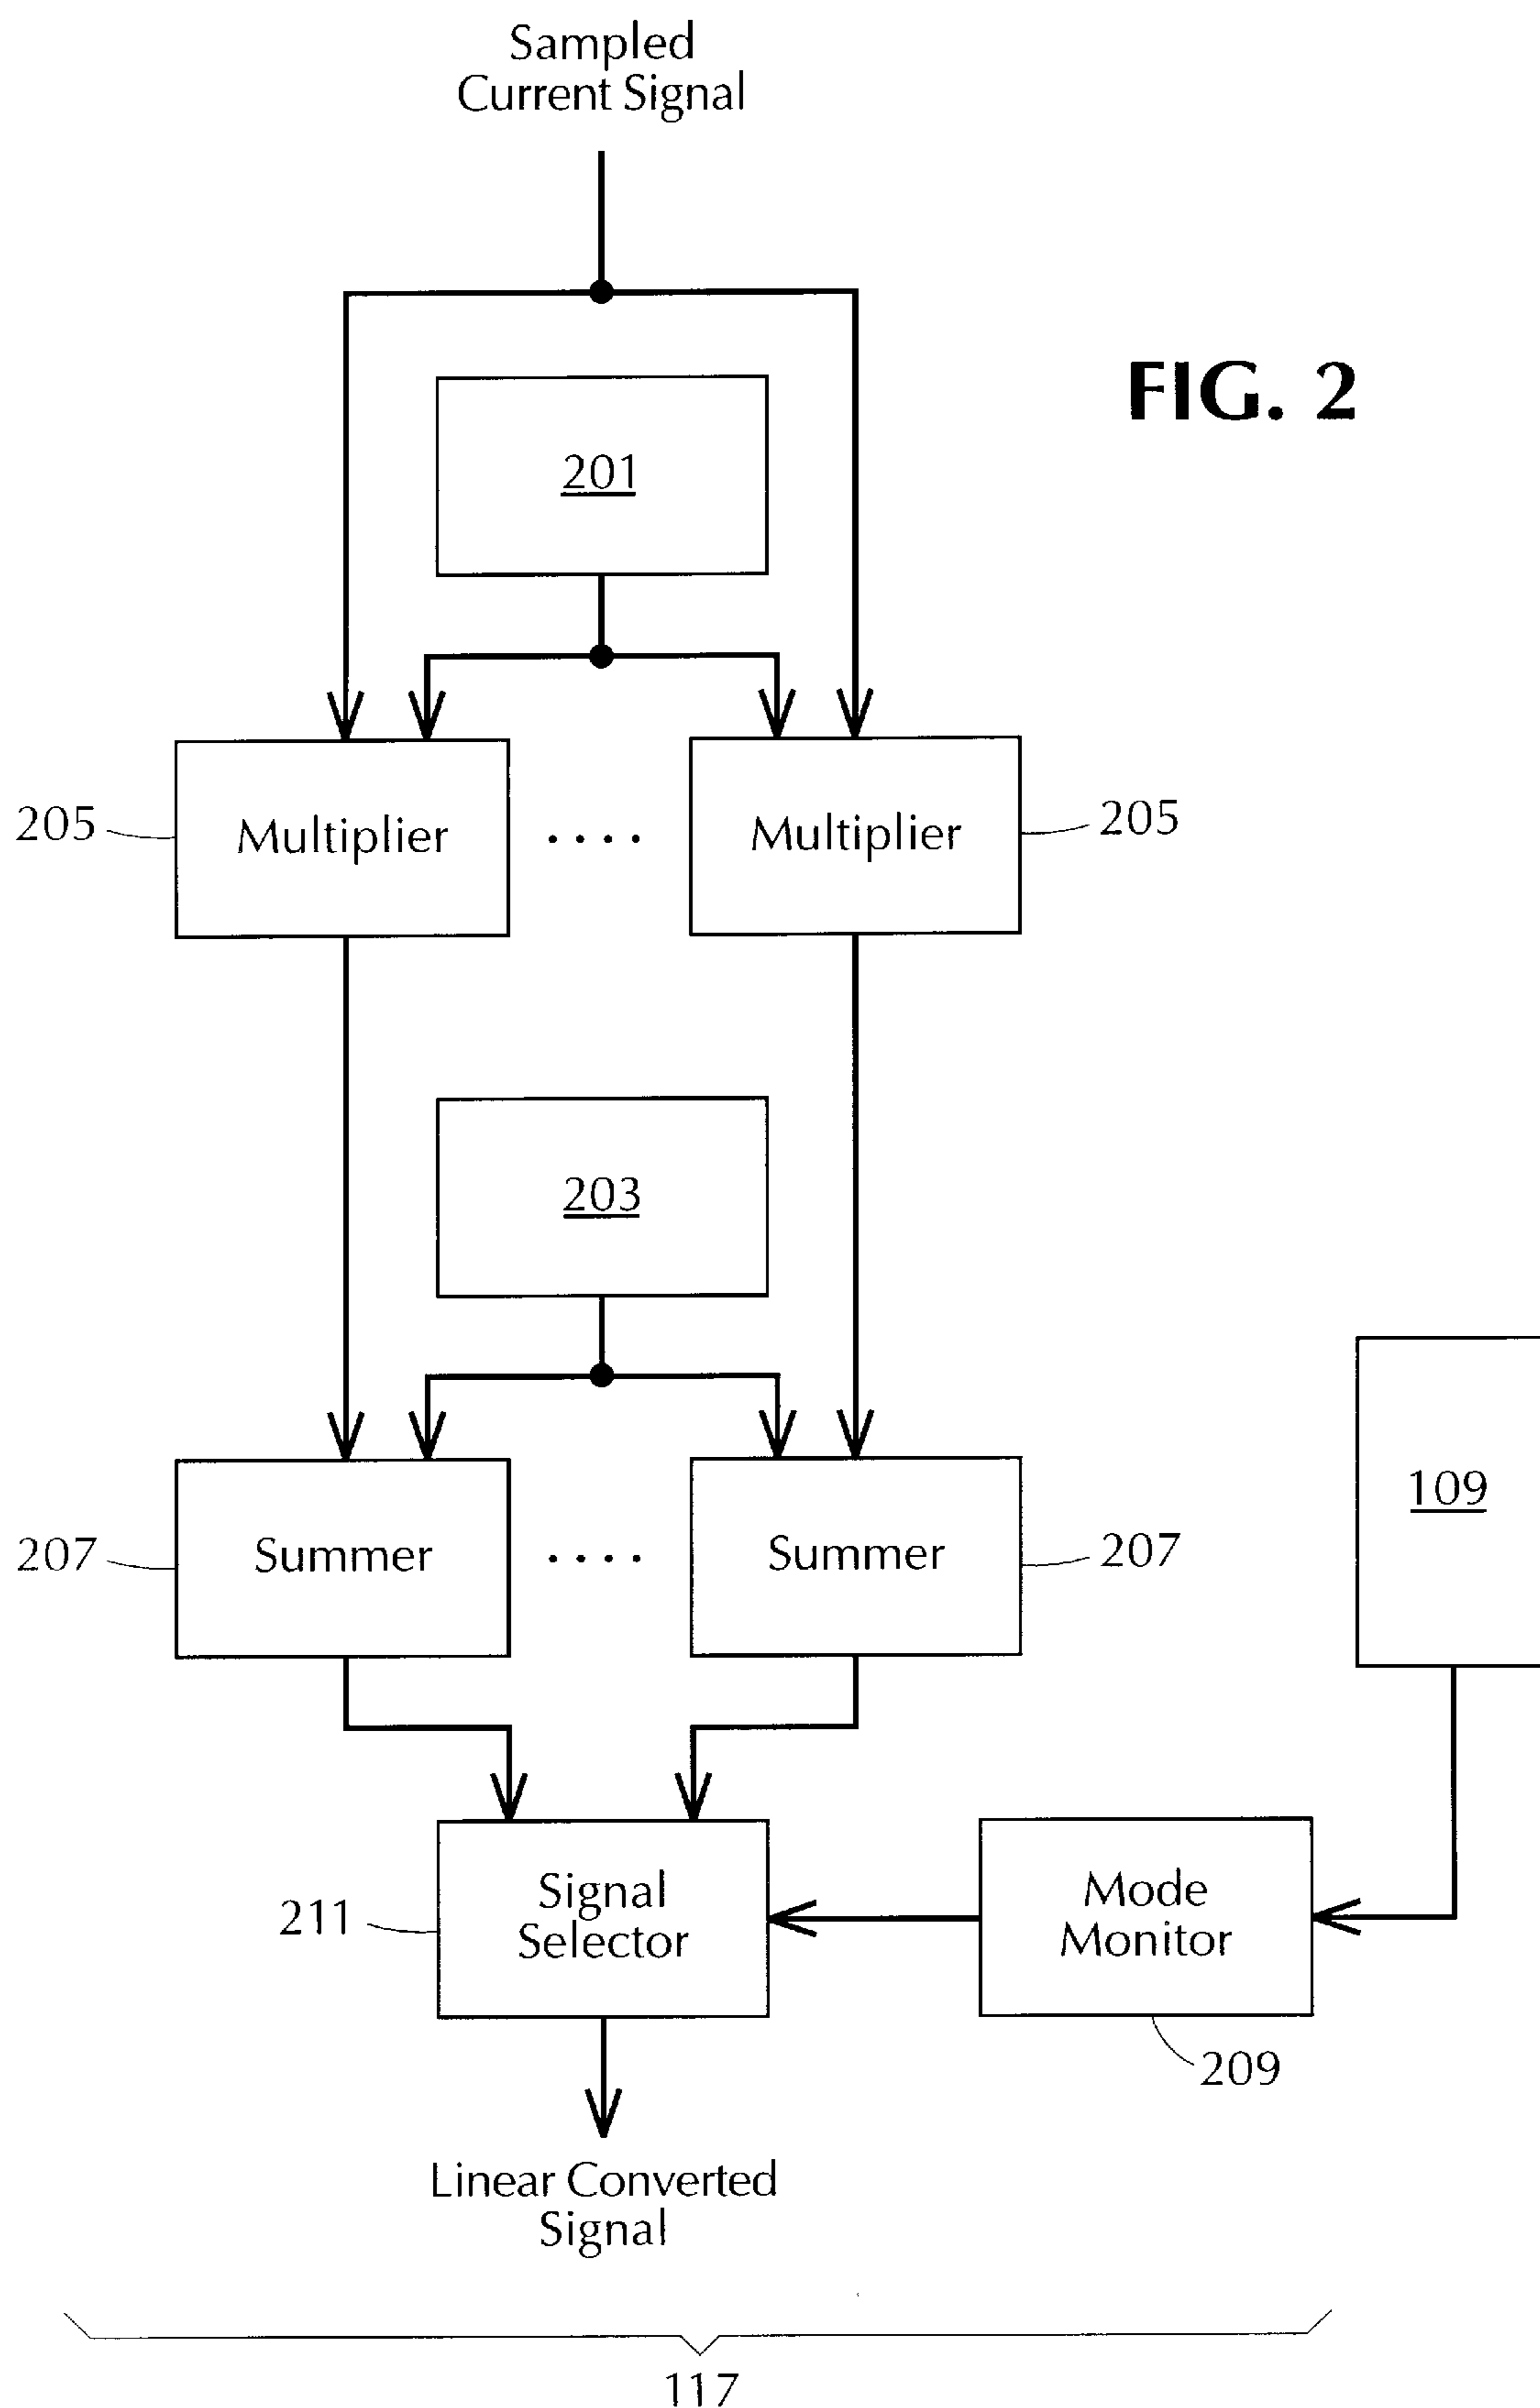 Sampled
Current Signal
FIG. 2
201
205
Multiplier
. . . .
Multiplier
205
203
109
207
Summer
. . . .
Summer
207
211
Signal
Selector
Mode
Monitor
209
Linear Converted
Signal
117